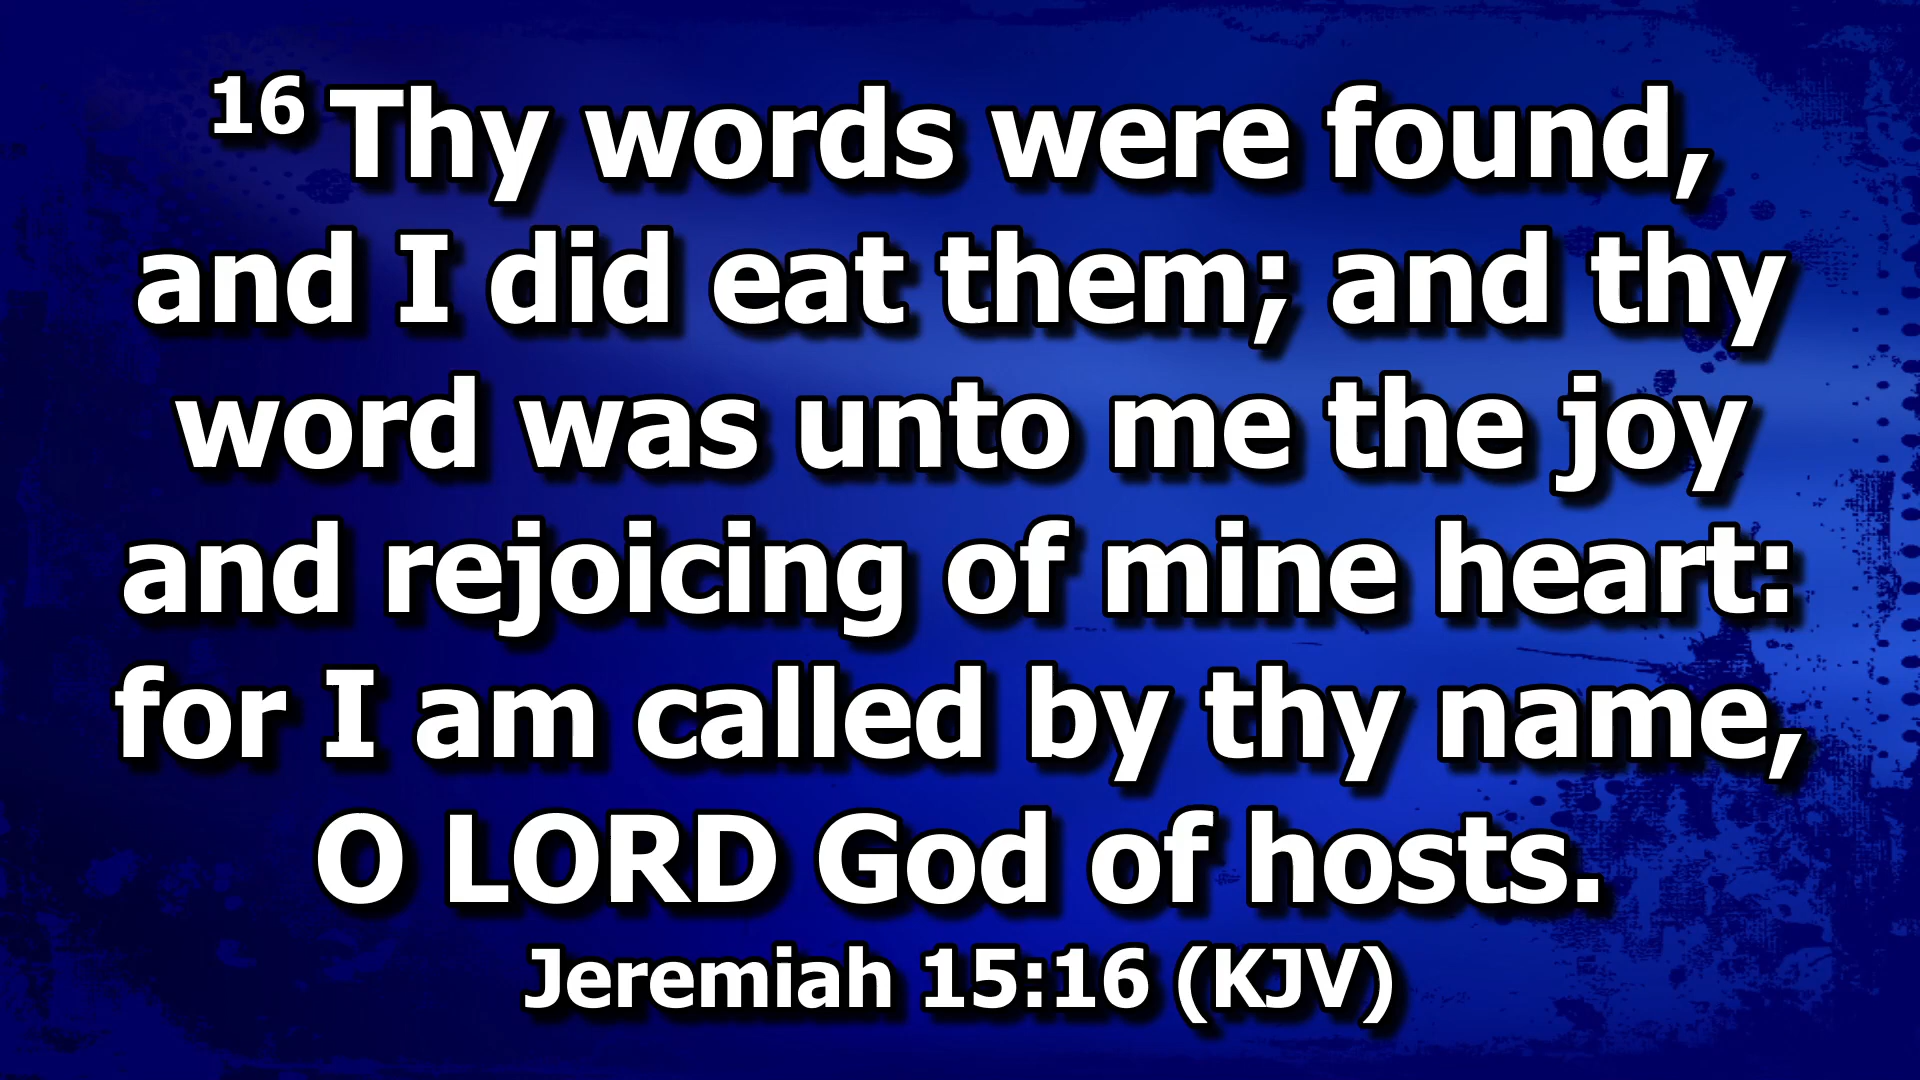 16 Thy words were found,
and I did eat them; and thy
word was unto me the joy
and rejoicing of mine heart:
for I am called by thy name,
O LORD God of hosts.
Jeremiah 15:16 (KJV)